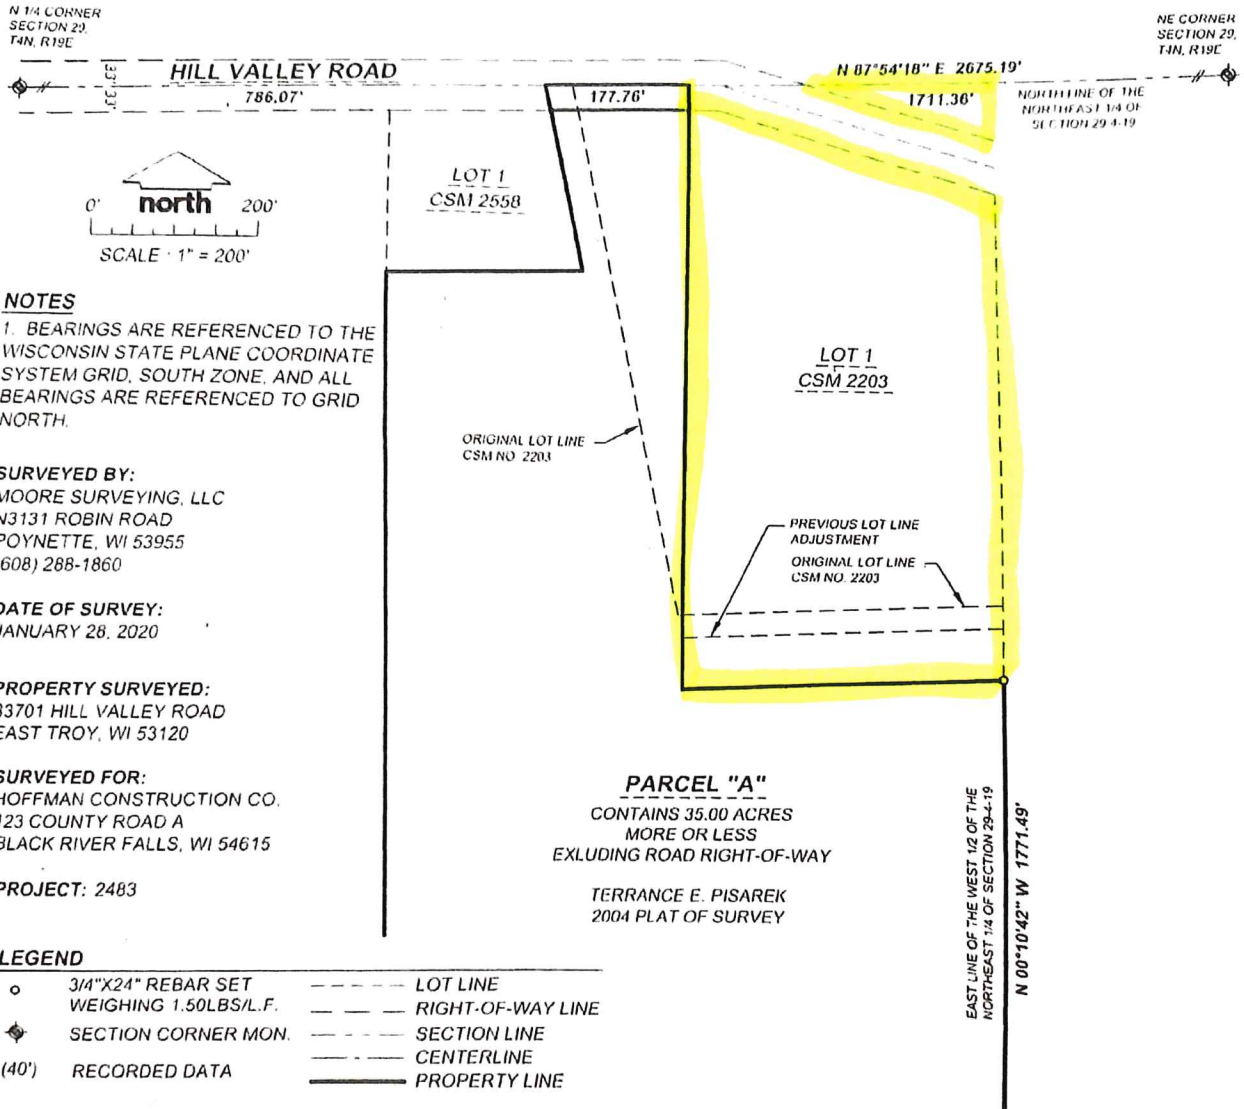 N 1/4 CORNER
SECTION 29,
T4N, R19E
NE CORNER
SECTION 29,
T4N, R19E
33'
33'
HILL VALLEY ROAD
N 87°54'18" E 2675.19'
786.07'
177.76'
1711.36'
NORTH LINE OF THE
NORTHEAST 1/4 OF
SECTION 29-4-19
LOT 1
CSM 2558
north
0'
200'
SCALE : 1" = 200'
NOTES
1. BEARINGS ARE REFERENCED TO THE
WISCONSIN STATE PLANE COORDINATE
SYSTEM GRID, SOUTH ZONE, AND ALL
BEARINGS ARE REFERENCED TO GRID
NORTH.
LOT 1
CSM 2203
ORIGINAL LOT LINE
CSM NO. 2203
SURVEYED BY:
MOORE SURVEYING, LLC
N3131 ROBIN ROAD
POYNETTE, WI 53955
608) 288-1860
PREVIOUS LOT LINE
ADJUSTMENT
ORIGINAL LOT LINE
CSM NO. 2203
DATE OF SURVEY:
JANUARY 28, 2020
PROPERTY SURVEYED:
33701 HILL VALLEY ROAD
EAST TROY, WI 53120
SURVEYED FOR:
HOFFMAN CONSTRUCTION CO.
123 COUNTY ROAD A
BLACK RIVER FALLS, WI 54615
PROJECT: 2483
PARCEL "A"
CONTAINS 35.00 ACRES
MORE OR LESS
EXLUDING ROAD RIGHT-OF-WAY
TERRANCE E. PISAREK
2004 PLAT OF SURVEY
EAST LINE OF THE WEST 1/2 OF THE
NORTHEAST 1/4 OF SECTION 29-4-19
N 00°10'42" W 1771.49'
LEGEND
3/4"X24" REBAR SET
WEIGHING 1.50LBS/L.F.
SECTION CORNER MON.
(40') RECORDED DATA
LOT LINE
RIGHT-OF-WAY LINE
SECTION LINE
CENTERLINE
PROPERTY LINE